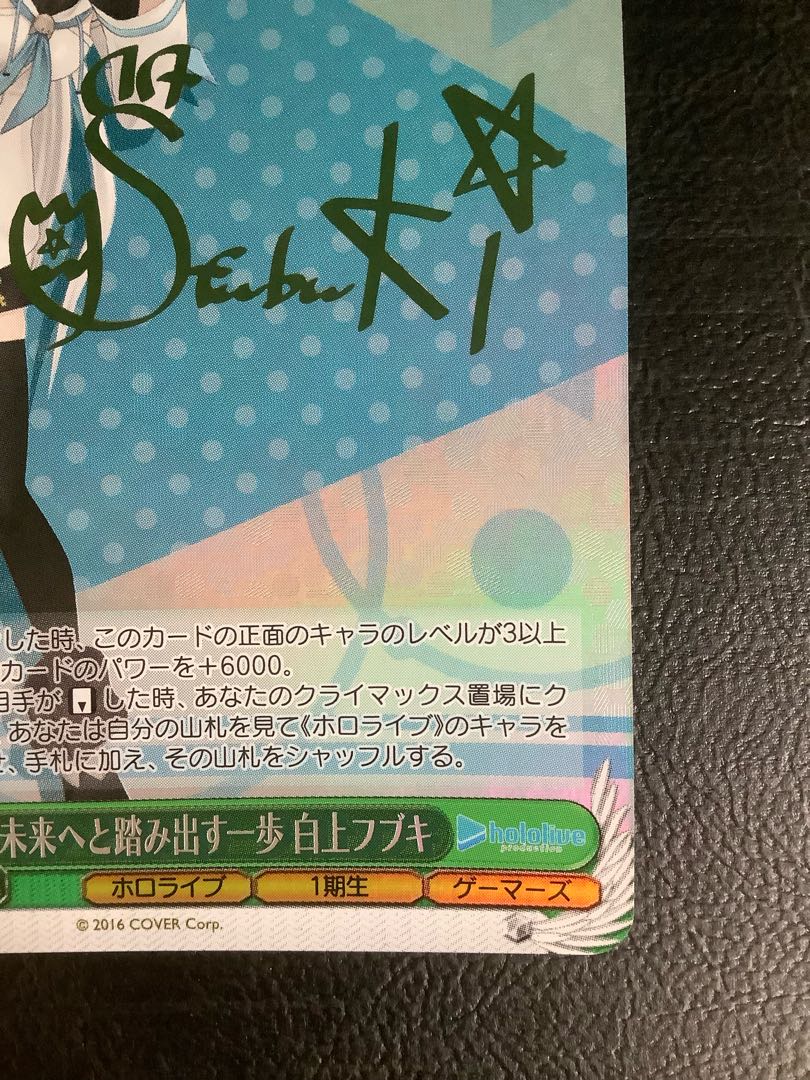 した時、このカードの正面のキャラのレベルが3以上
カードのパワーを+6000。
相手が した時、あなたのクライマックス置場にク
あなたは自分の山札を見て《ホロライブ》のキャラを
、手札に加え、その山札をシャッフルする。
未来へと踏み出す一歩 白上フブキ
hololive
production
ホロライブ 1期生 ゲーマーズ
© 2016 COVER Corp.